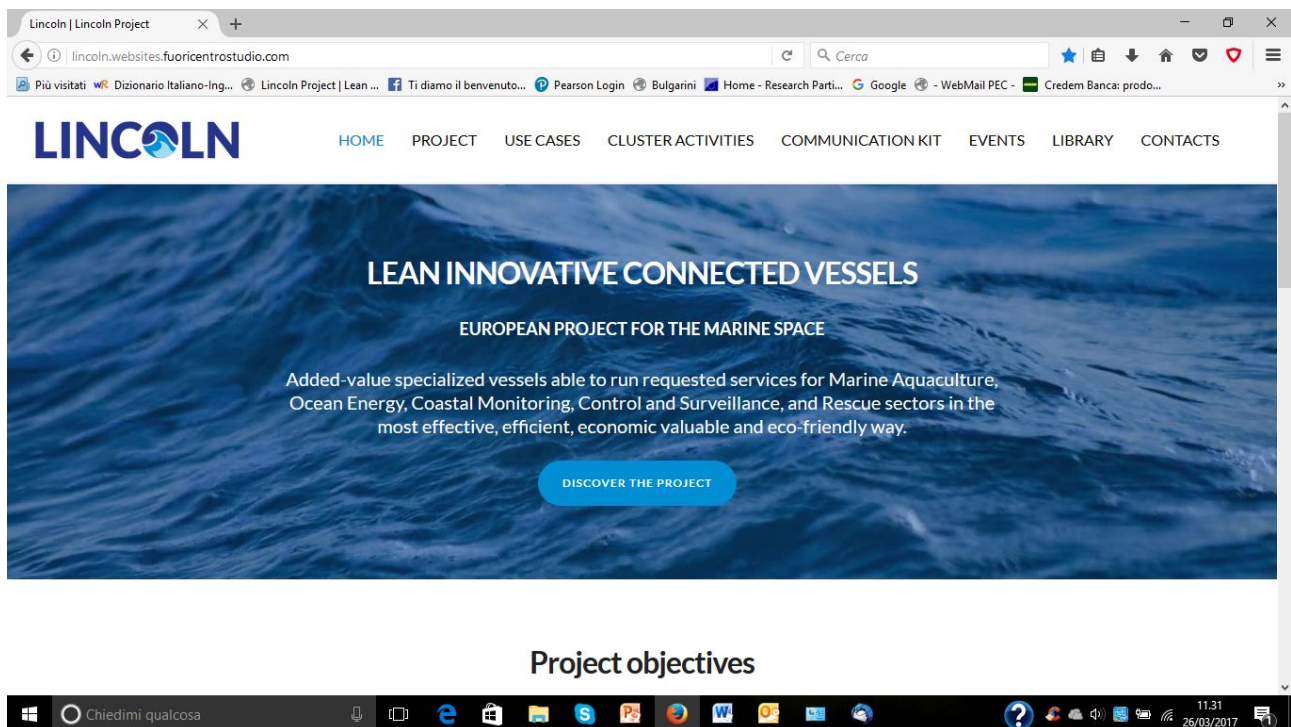 Lincoln | Lincoln Project
lincoln.websites.fuoricentrostudio.com
Cerca
Più visitati wR Dizionario Italiano-Ing... Lincoln Project | Lean ... Ti diamo il benvenuto... Pearson Login Bulgarini Home - Research Parti... Google - WebMail PEC - Credem Banca: prodo... »
LINCOLN HOME PROJECT USE CASES CLUSTER ACTIVITIES COMMUNICATION KIT EVENTS LIBRARY CONTACTS
LEAN INNOVATIVE CONNECTED VESSELS
EUROPEAN PROJECT FOR THE MARINE SPACE
Added-value specialized vessels able to run requested services for Marine Aquaculture,
Ocean Energy, Coastal Monitoring, Control and Surveillance, and Rescue sectors in the
most effective, efficient, economic valuable and eco-friendly way.
DISCOVER THE PROJECT
Project objectives
Chiedimi qualcosa
11.31
26/03/2017